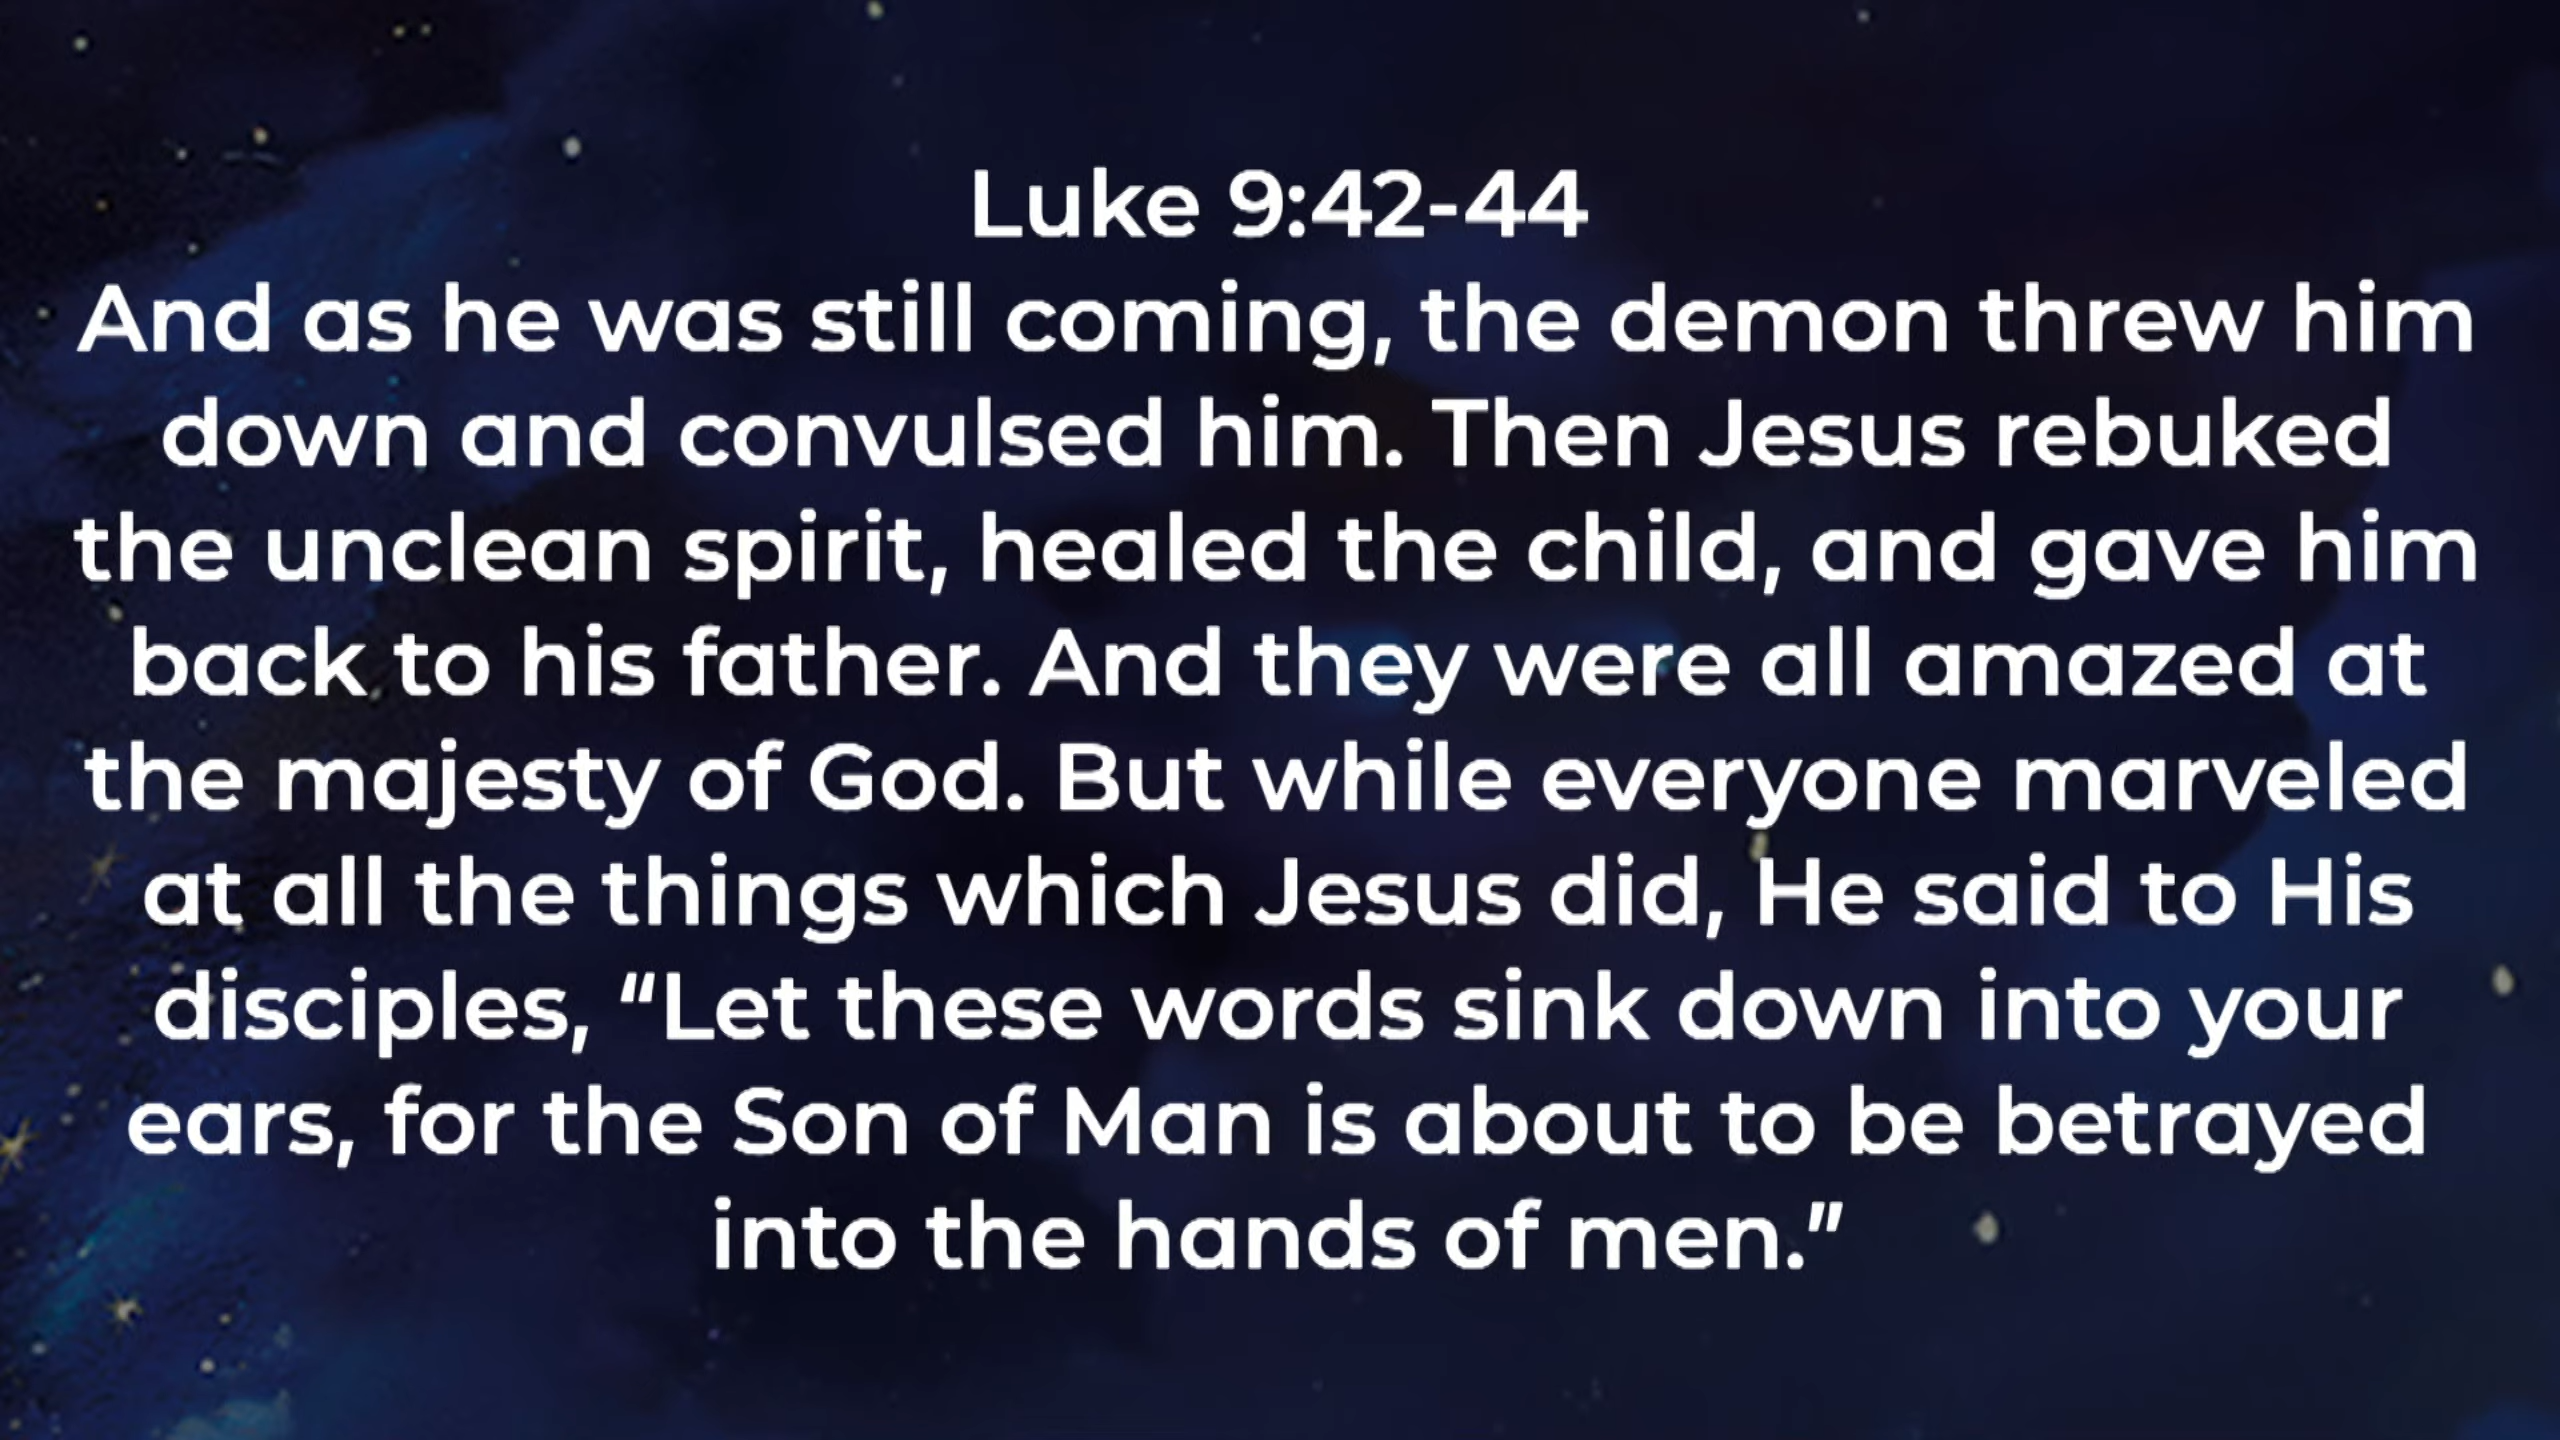 Luke 9:42-44
And as he was still coming, the demon threw him
down and convulsed him. Then Jesus rebuked
the unclean spirit, healed the child, and gave him
back to his father. And they were all amazed at
the majesty of God. But while everyone marveled
at all the things which Jesus did, He said to His
disciples, “Let these words sink down into your
ears, for the Son of Man is about to be betrayed
into the hands of men.”